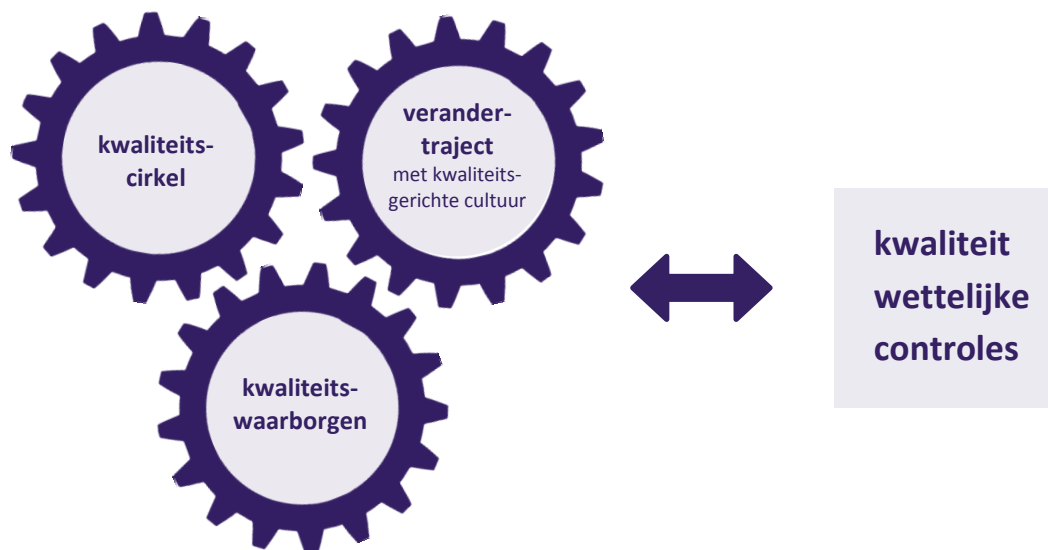 kwaliteits-
cirkel
verander-
traject
met kwaliteits-
gerichte cultuur
kwaliteits-
waarborgen
kwaliteit
wettelijke
controles